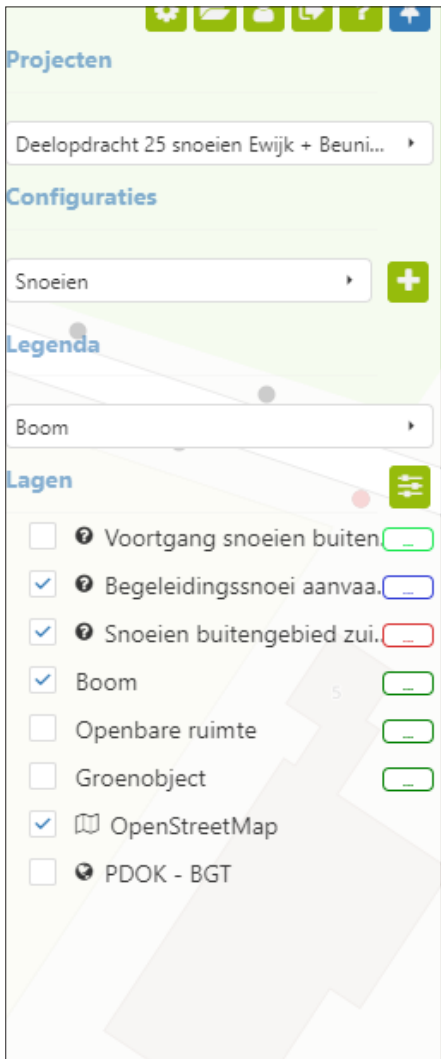 Projecten
Deelopdracht 25 snoeien Ewijk + Beuni...
Configuraties
Snoeien
Legenda
Boom
Lagen
Voortgang snoeien buiten. ...
Begeleidingssnoei aanvaa.. ...
Snoeien buitengebied zui.. ...
Boom ...
5
Openbare ruimte ...
Groenobject ...
OpenStreetMap
PDOK - BGT